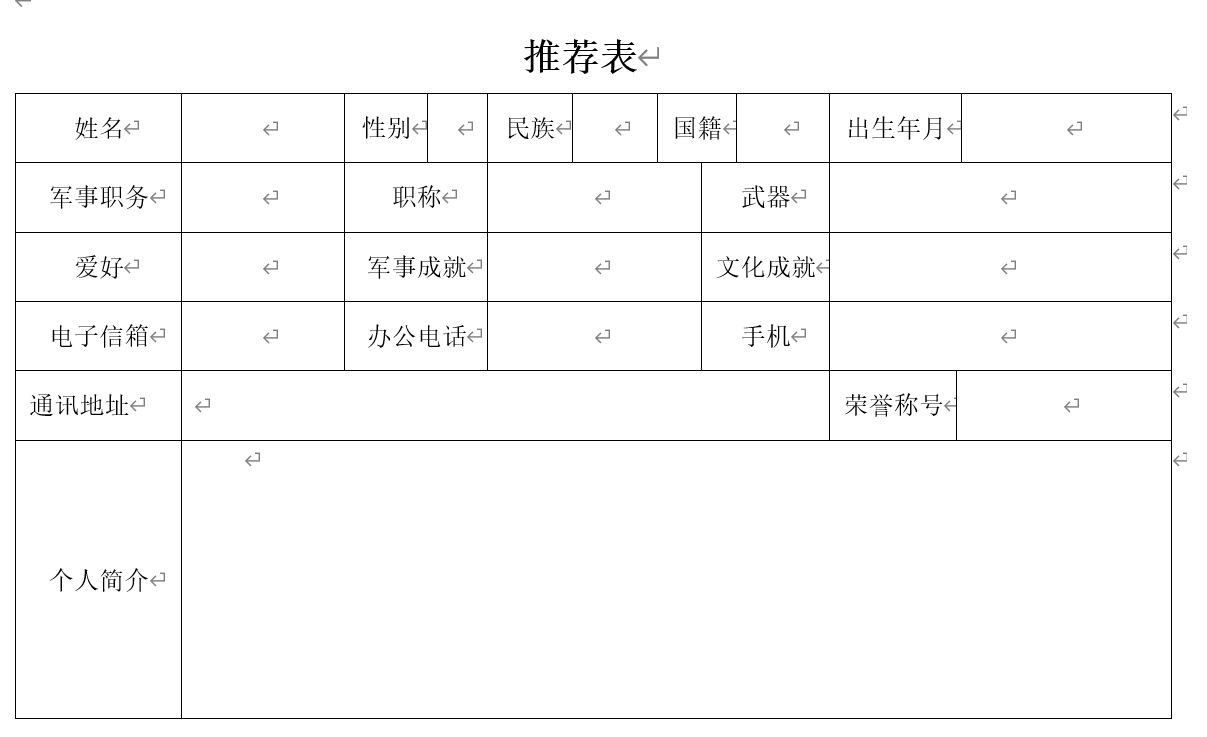 推荐表
姓名 性别 民族 国籍 出生年月
军事职务 职称 武器
爱好 军事成就 文化成就
电子信箱 办公电话 手机
通讯地址 荣誉称号
个人简介